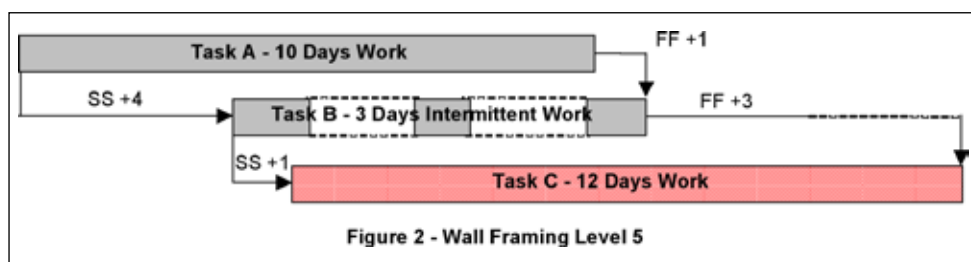 Task A - 10 Days Work
FF +1
SS +4
Task B - 3 Days Intermittent Work
FF +3
SS +1
Task C - 12 Days Work
Figure 2 - Wall Framing Level 5